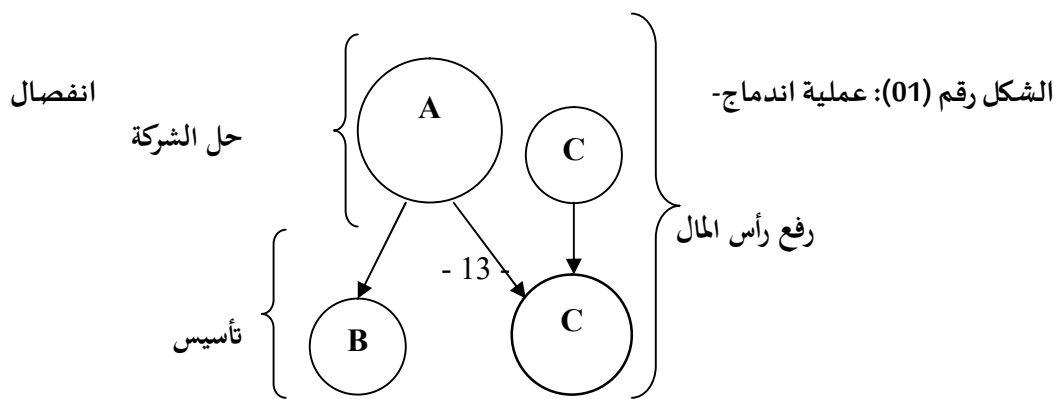 الشكل رقم (01): عملية اندماج- انفصال
A
حل الشركة
C
رفع رأس المال
- 13 -
C
B
تأسيس